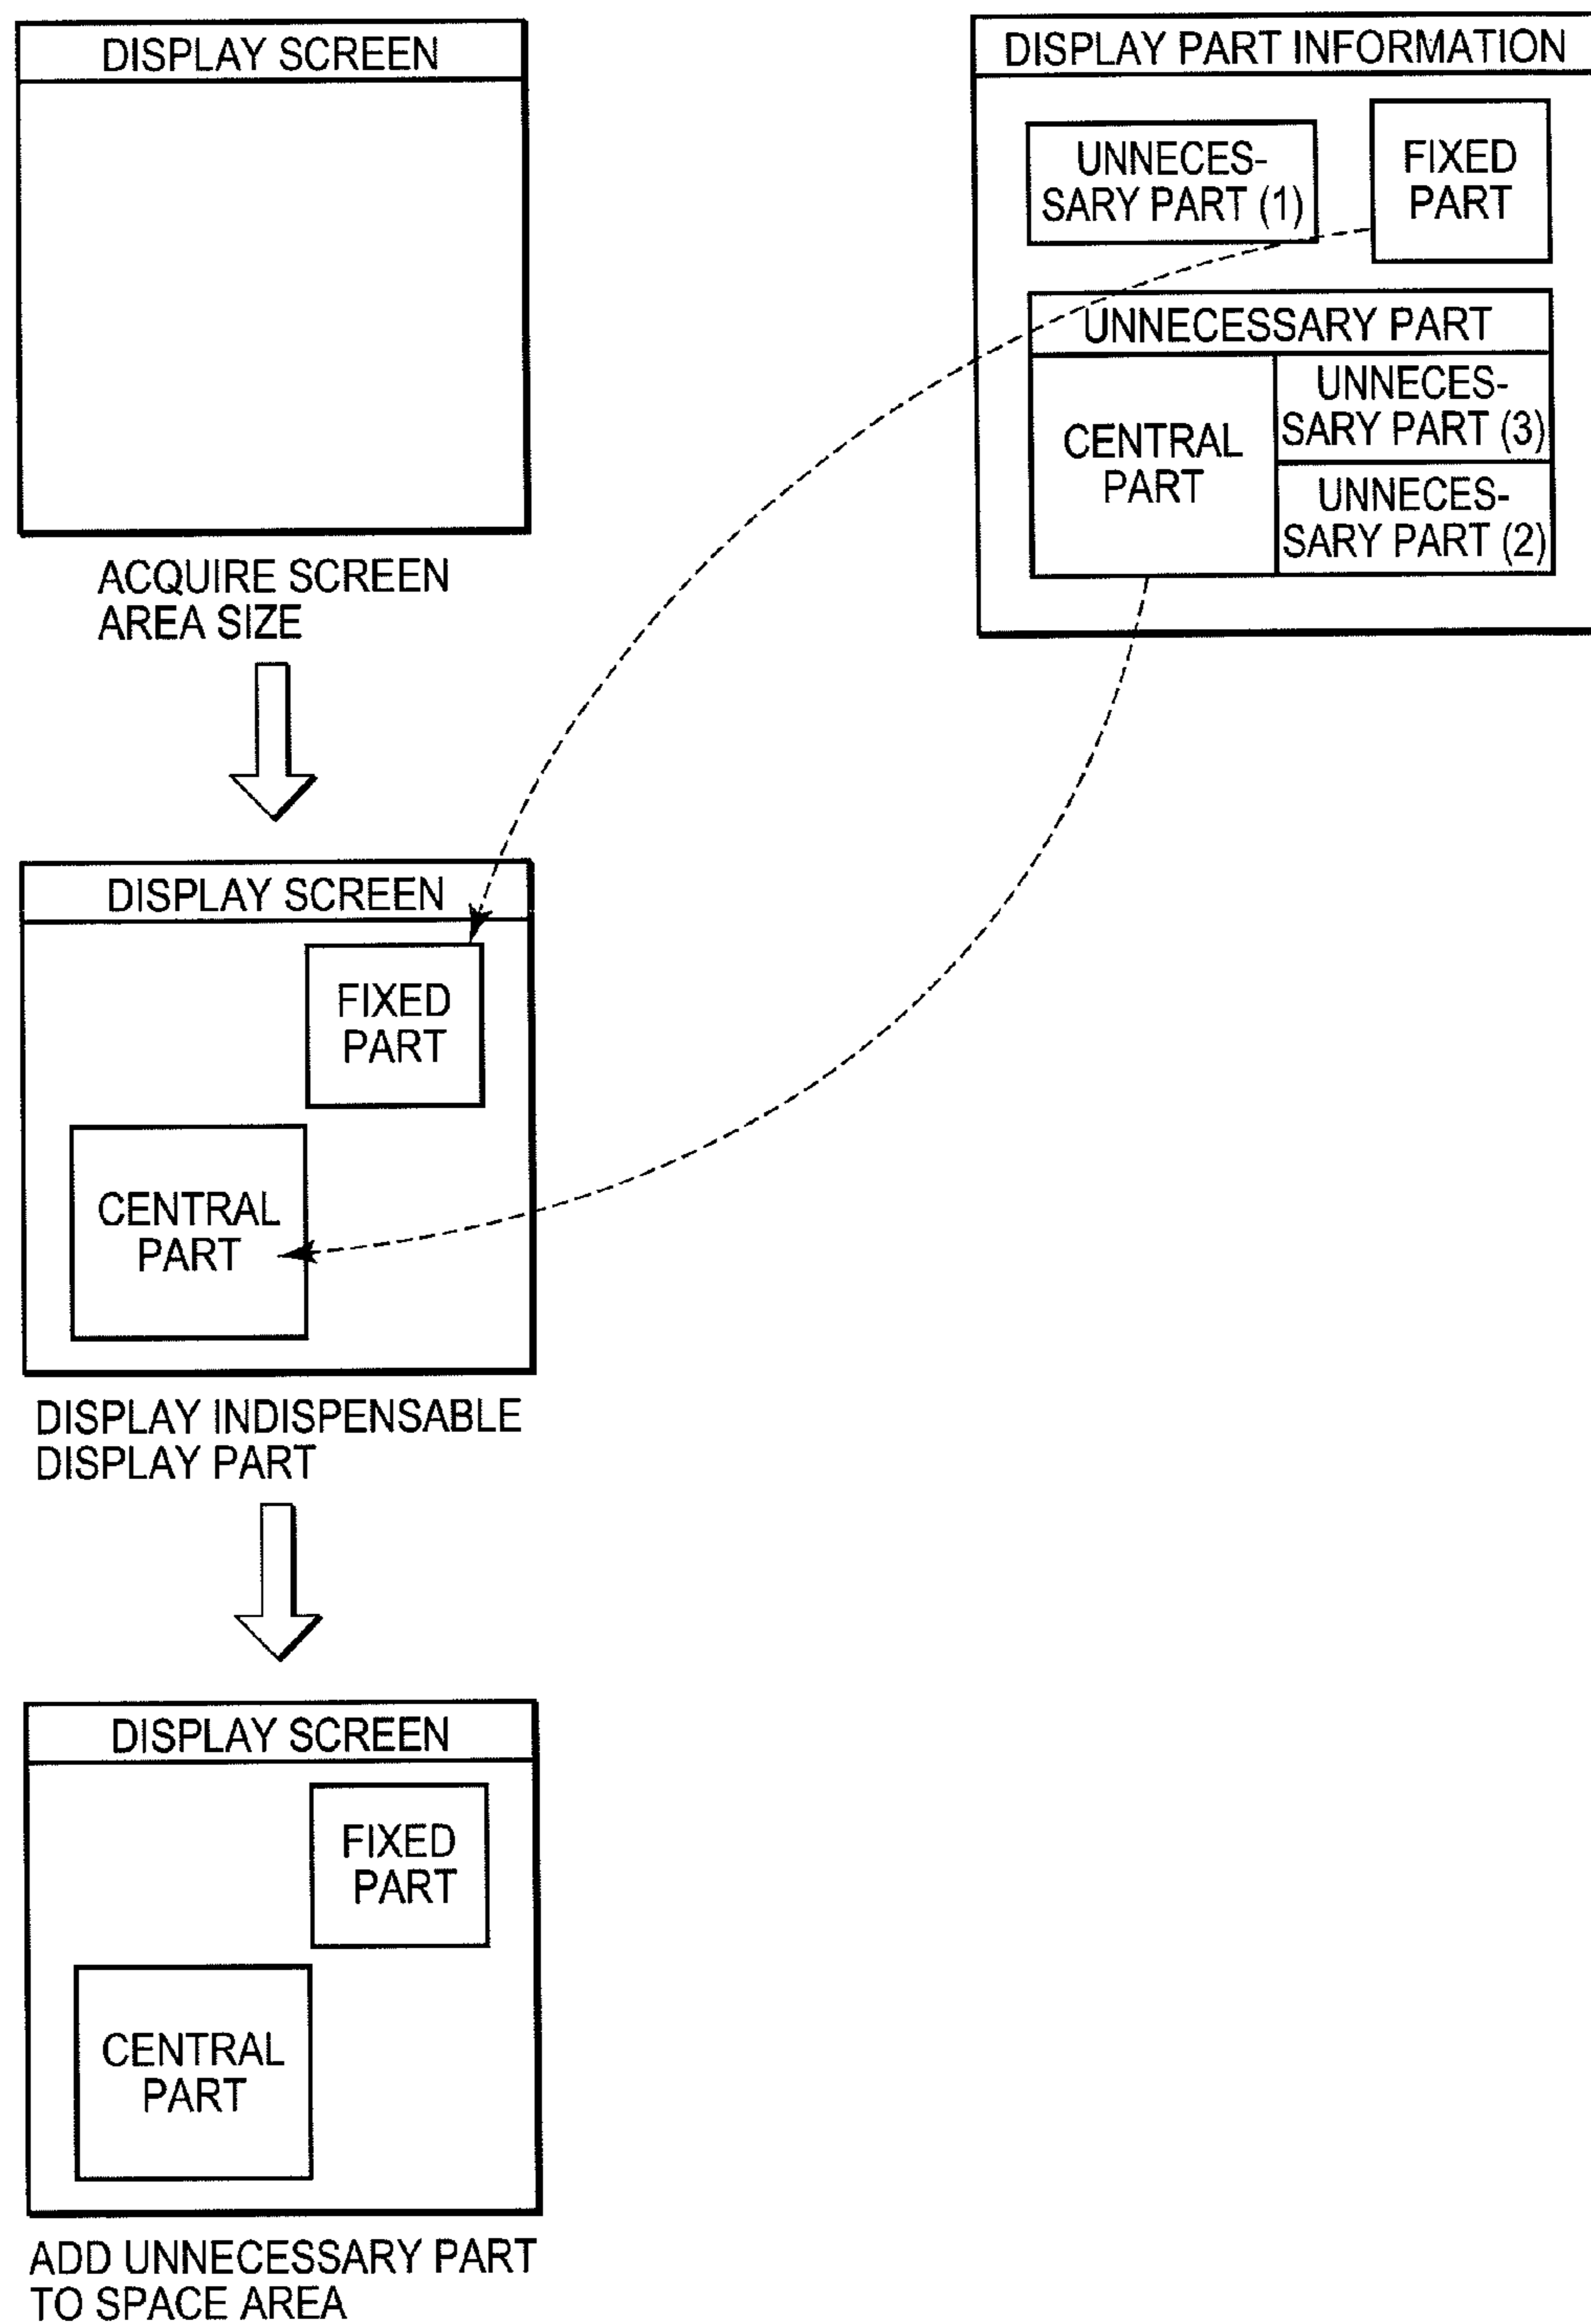 DISPLAY SCREEN
ACQUIRE SCREEN
AREA SIZE
DISPLAY PART INFORMATION
UNNECES-
SARY PART (1)
FIXED
PART
UNNECESSARY PART
CENTRAL
PART
UNNECES-
SARY PART (3)
UNNECES-
SARY PART (2)
DISPLAY SCREEN
FIXED
PART
CENTRAL
PART
DISPLAY INDISPENSABLE
DISPLAY PART
DISPLAY SCREEN
FIXED
PART
CENTRAL
PART
ADD UNNECESSARY PART
TO SPACE AREA